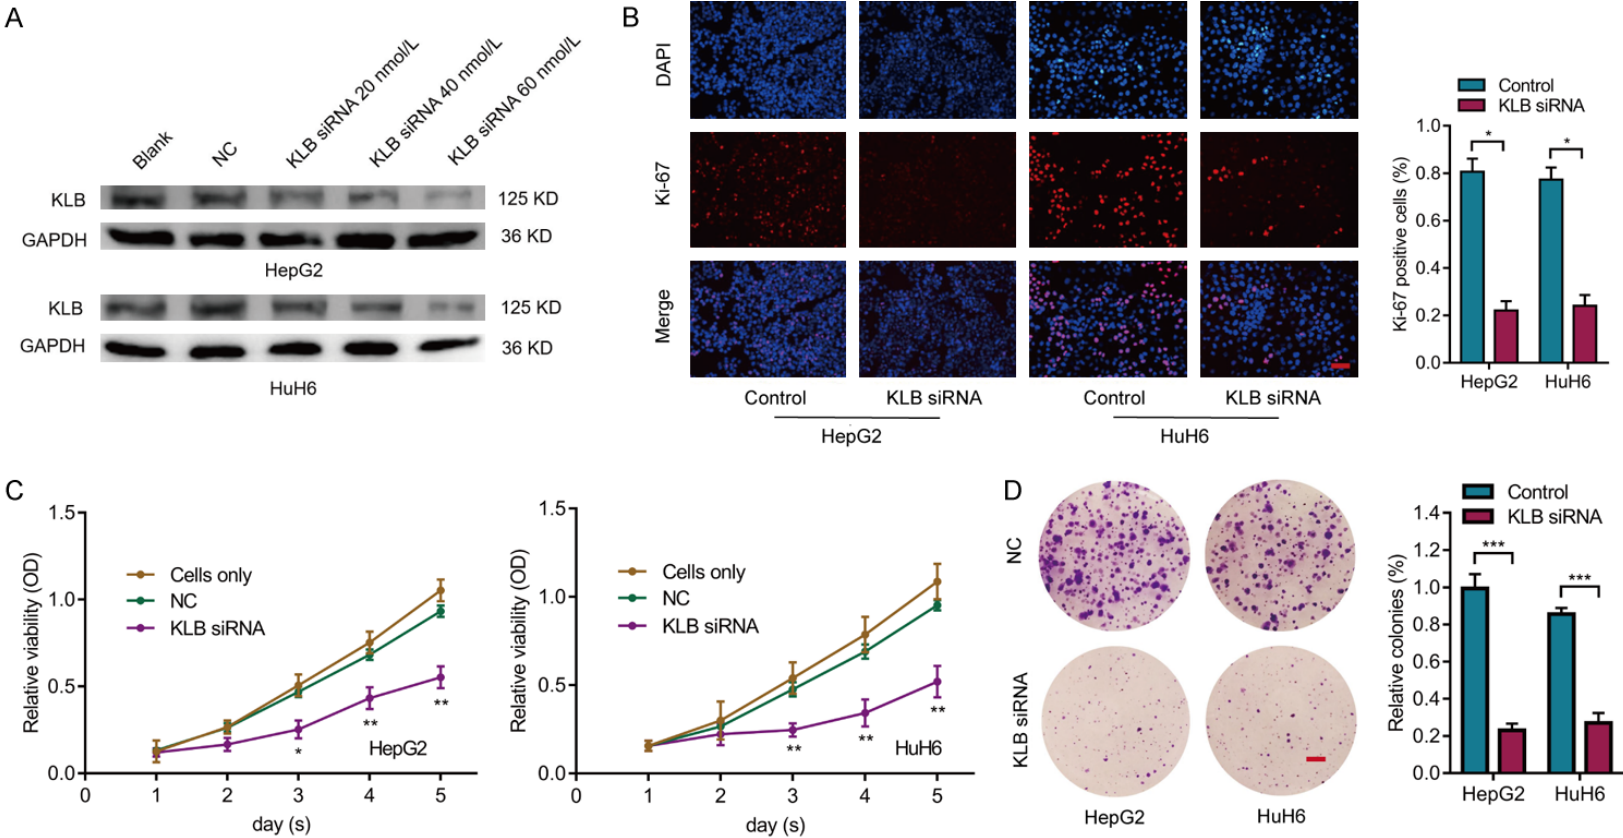 A
Blank
NC
KLB siRNA 20 nmol/L
KLB siRNA 40 nmol/L
KLB siRNA 60 nmol/L
KLB
125 KD
GAPDH
36 KD
HepG2
KLB
125 KD
GAPDH
36 KD
HuH6
B
DAPI
Ki-67
Merge
Control
KLB siRNA
Control
KLB siRNA
HepG2
HuH6
Control
KLB siRNA
Ki-67 positive cells (%)
1.0
0.8
0.6
0.4
0.2
0.0
*
*
HepG2
HuH6
C
Relative viability (OD)
1.5
1.0
0.5
0.0
Cells only
NC
KLB siRNA
*
**
**
HepG2
0
1
2
3
4
5
day (s)
Relative viability (OD)
1.5
1.0
0.5
0.0
Cells only
NC
KLB siRNA
**
**
**
HuH6
0
1
2
3
4
5
day (s)
D
NC
KLB siRNA
HepG2
HuH6
Control
KLB siRNA
Relative colonies (%)
1.4
1.2
1.0
0.8
0.6
0.4
0.2
0.0
***
***
HepG2
HuH6